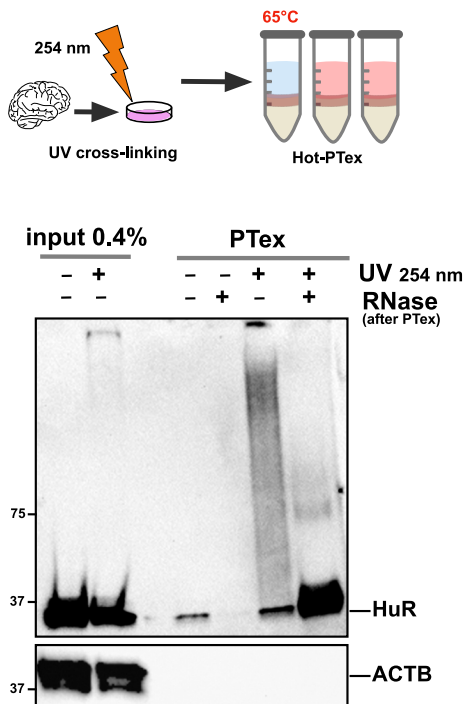 65°C
254 nm
UV cross-linking
Hot-PTex
input 0.4%
PTex
– + – – + + UV 254 nm
– – – + – + RNase
(after PTex)
75
37
HuR
ACTB
37